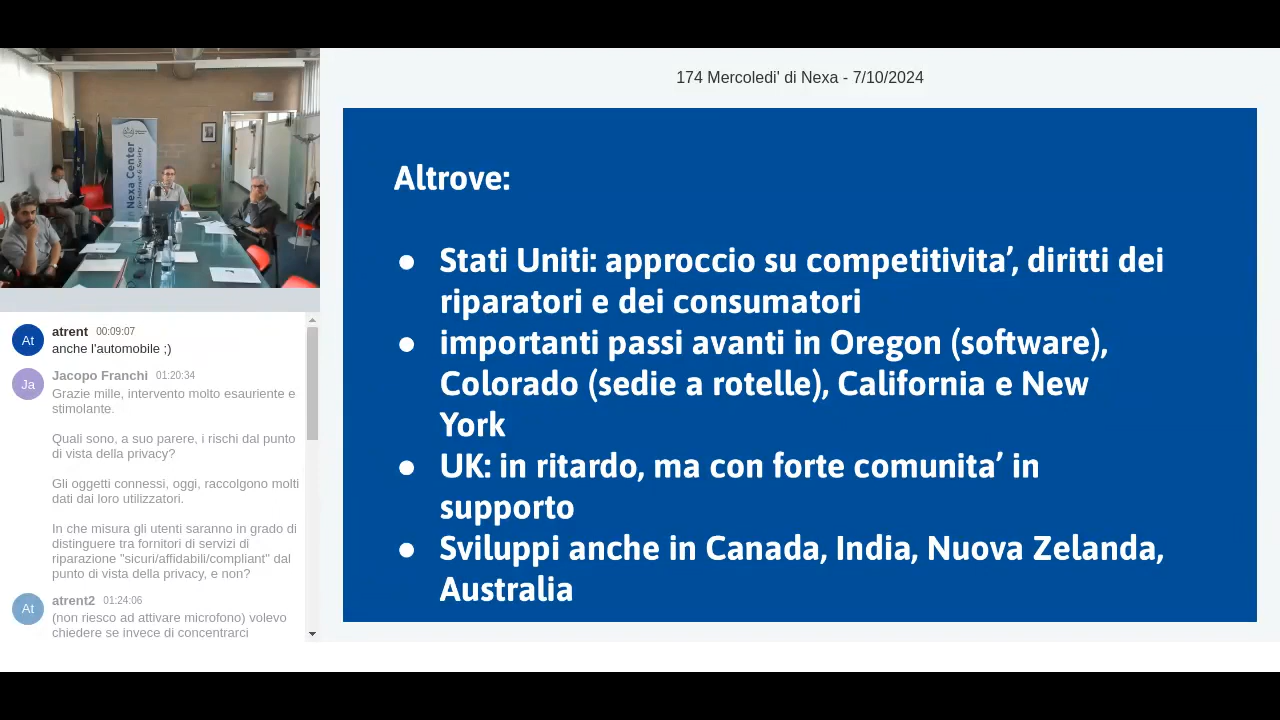 174 Mercoledi' di Nexa - 7/10/2024
Nexa Center
for Internet & Society
Altrove:
● Stati Uniti: approccio su competitivita’, diritti dei
riparatori e dei consumatori
● importanti passi avanti in Oregon (software),
Colorado (sedie a rotelle), California e New
York
● UK: in ritardo, ma con forte comunita’ in
supporto
● Sviluppi anche in Canada, India, Nuova Zelanda,
Australia
At
atrent 00:09:07
anche l'automobile ;)
Ja
Jacopo Franchi 01:20:34
Grazie mille, intervento molto esauriente e
stimolante.
Quali sono, a suo parere, i rischi dal punto
di vista della privacy?
Gli oggetti connessi, oggi, raccolgono molti
dati dai loro utilizzatori.
In che misura gli utenti saranno in grado di
distinguere tra fornitori di servizi di
riparazione "sicuri/affidabili/compliant" dal
punto di vista della privacy, e non?
At
atrent2 01:24:06
(non riesco ad attivare microfono) volevo
chiedere se invece di concentrarci